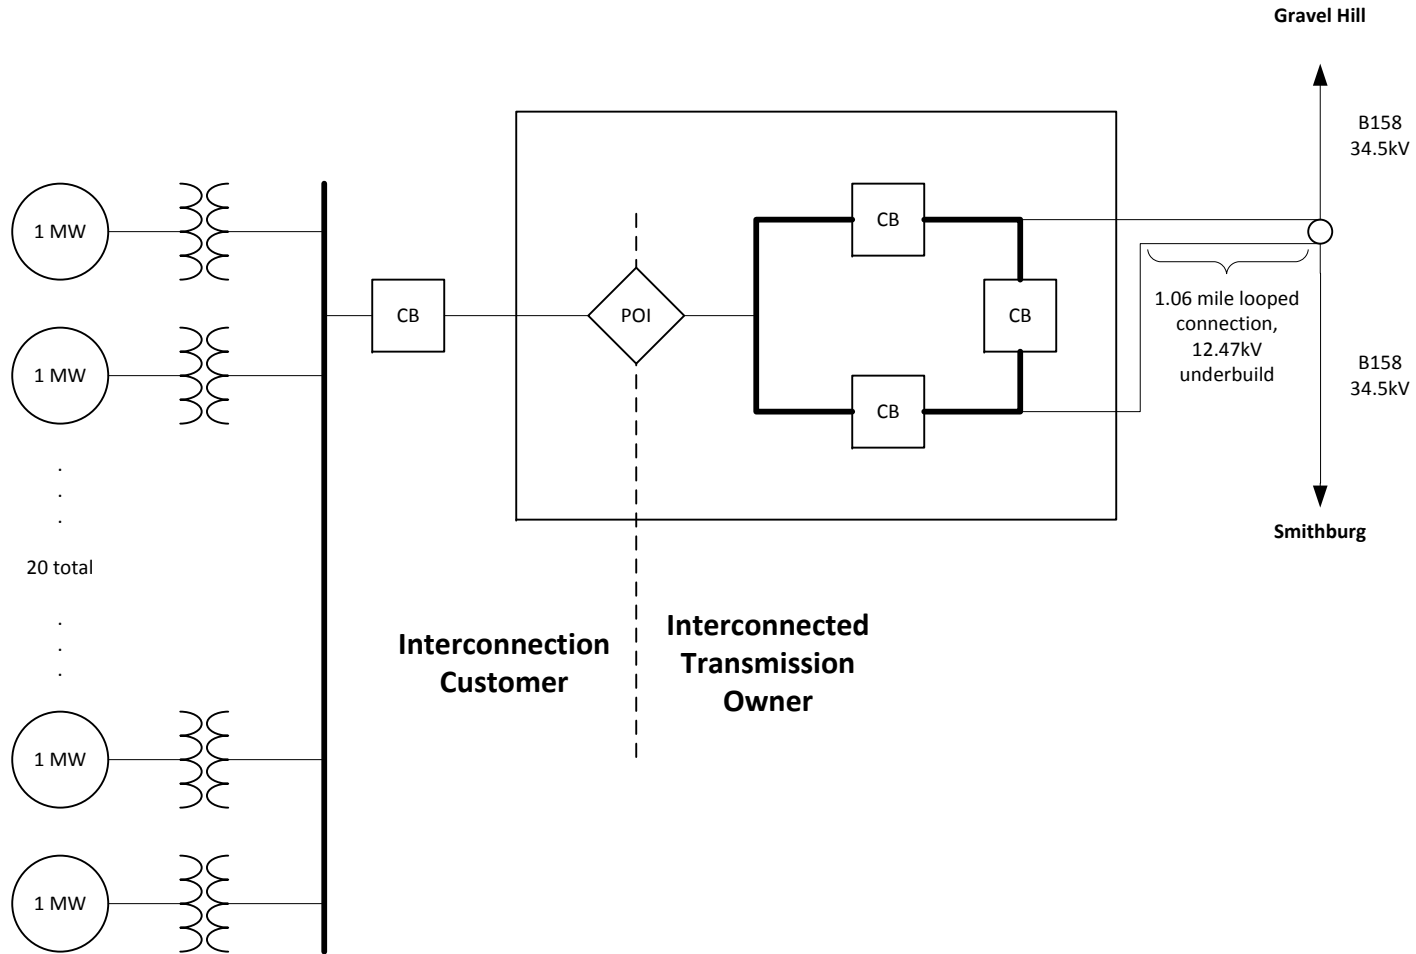 Gravel Hill
B158
34.5kV
1 MW
CB
1 MW
CB
POI
CB
1.06 mile looped
connection,
12.47kV
underbuild
B158
34.5kV
CB
.
.
.
20 total
.
.
.
Smithburg
Interconnection
Customer
Interconnected
Transmission
Owner
1 MW
1 MW